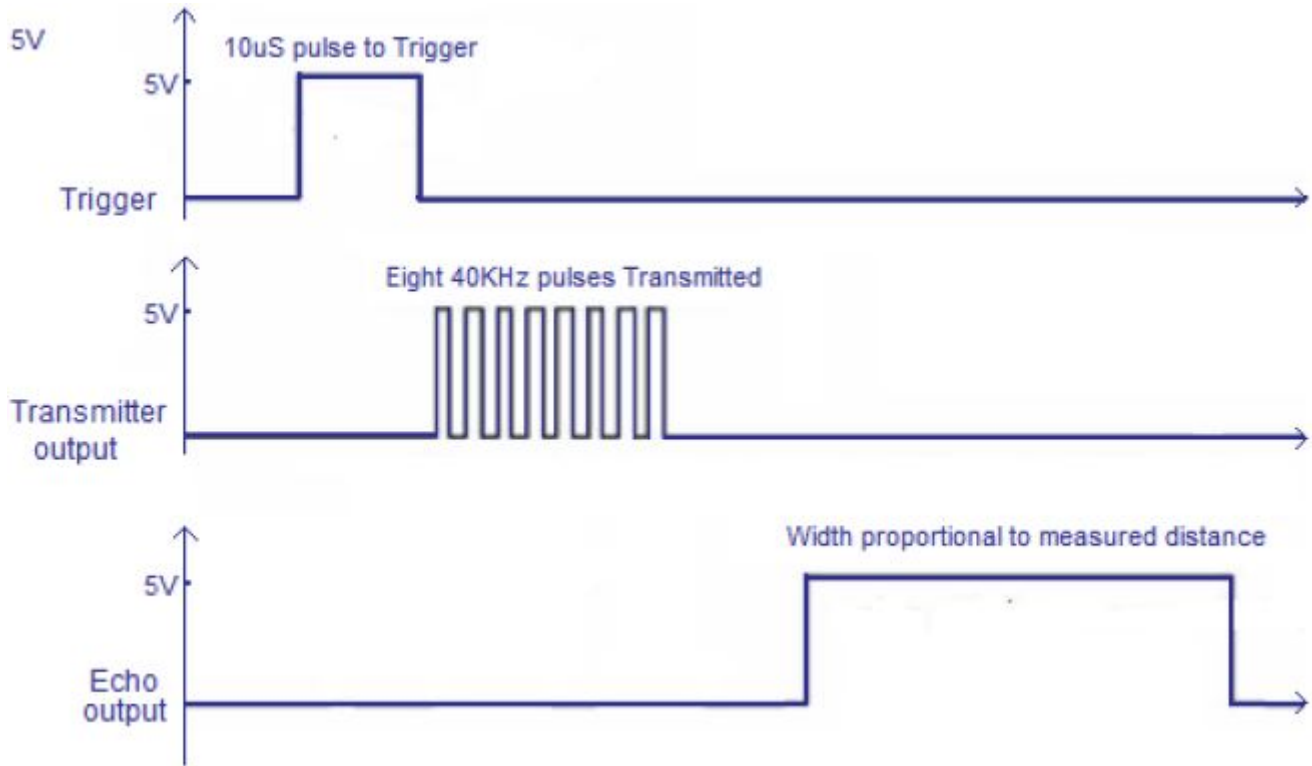 5V
10uS pulse to Trigger
5V
Trigger
Eight 40KHz pulses Transmitted
5V
Transmitter
output
Width proportional to measured distance
5V
Echo
output